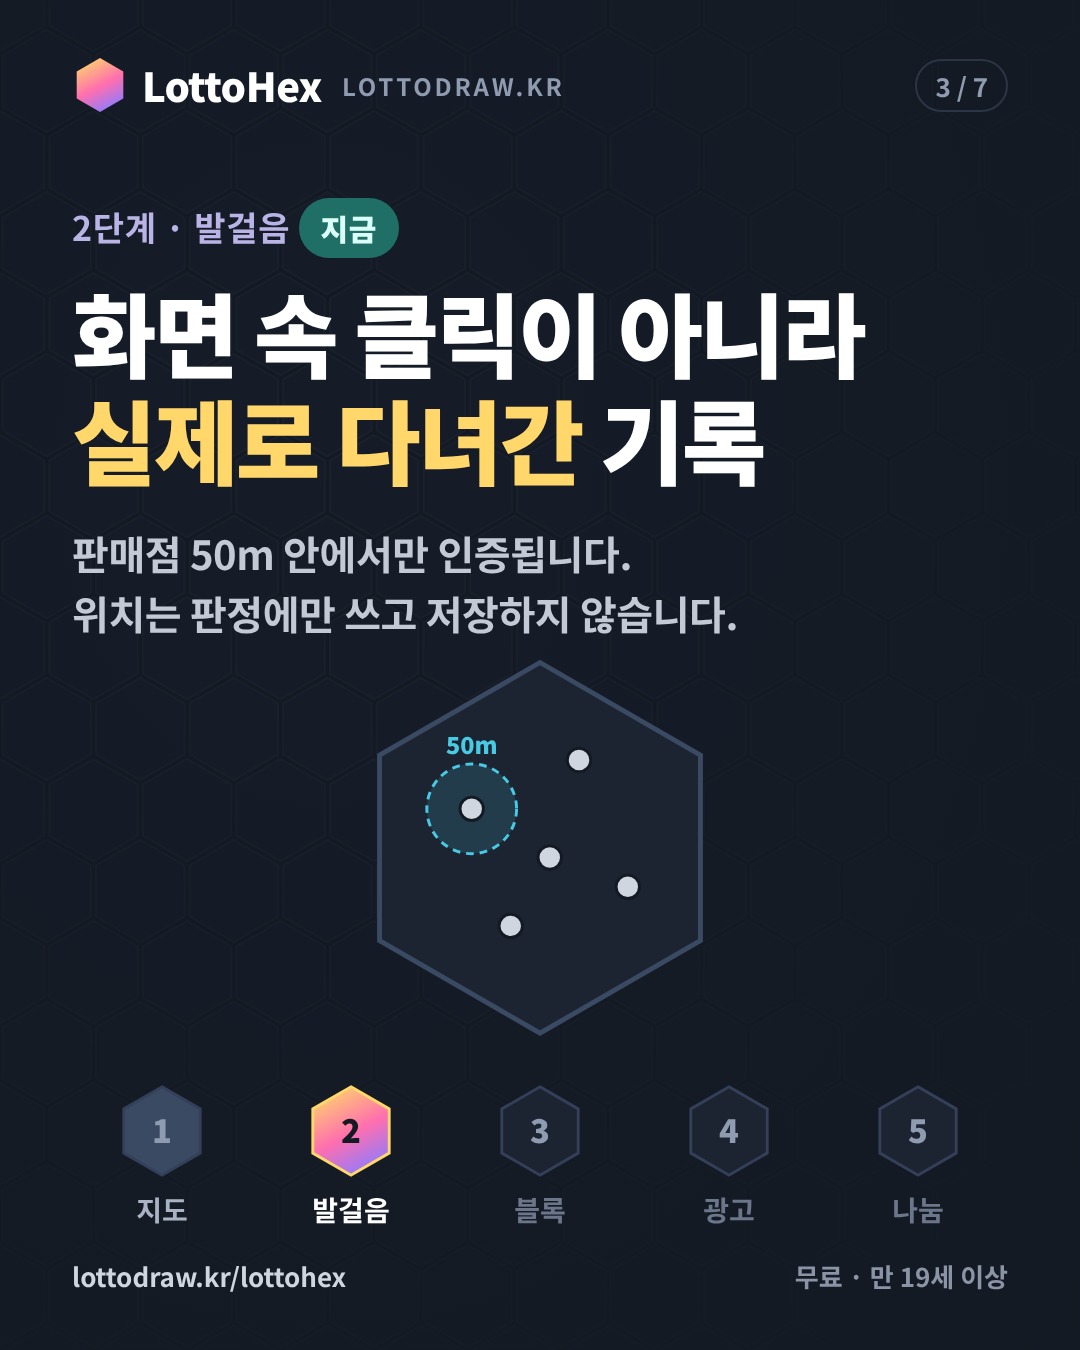 LottoHex LOTTODRAW.KR
3 / 7
2단계 · 발걸음 지금
화면 속 클릭이 아니라
실제로 다녀간 기록
판매점 50m 안에서만 인증됩니다.
위치는 판정에만 쓰고 저장하지 않습니다.
50m
1 2 3 4 5
지도 발걸음 블록 광고 나눔
lottodraw.kr/lottohex
무료 · 만 19세 이상